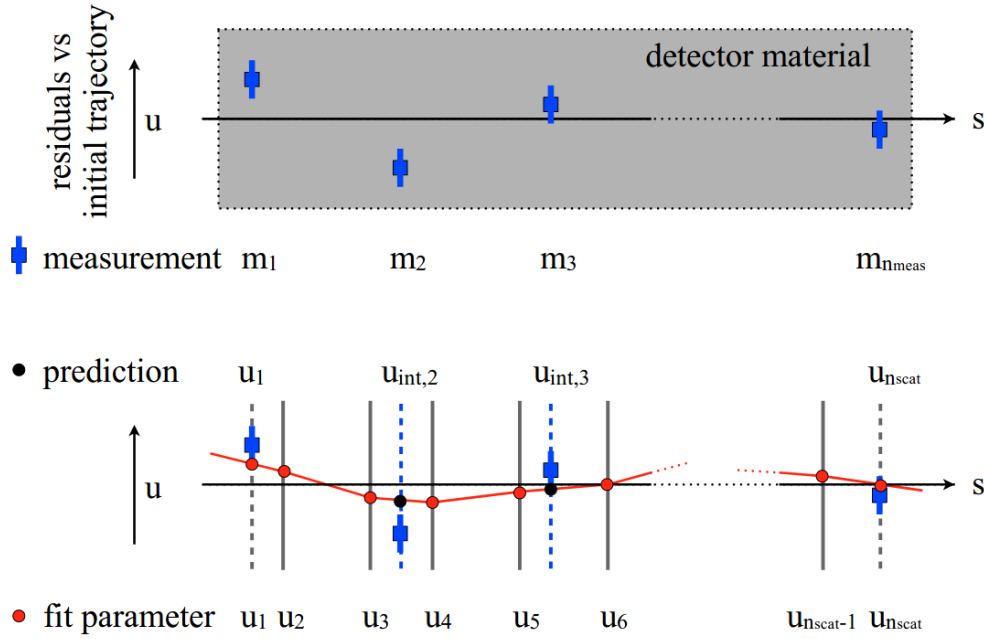 residuals vs
initial trajectory
detector material
u
s
measurement m1 m2 m3 mnmeas
prediction u1 uint,2 uint,3 unscat
u
s
fit parameter u1 u2 u3 u4 u5 u6 unscat-1 unscat